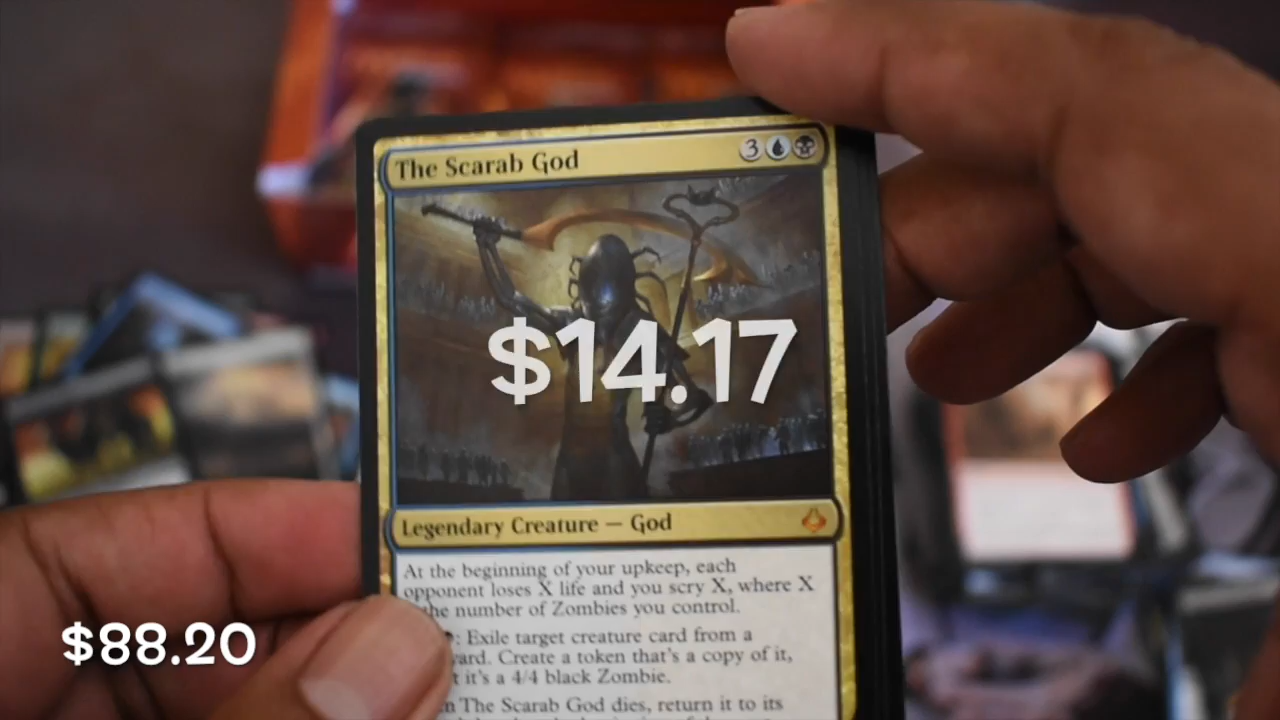 The Scarab God 3
$14.17
Legendary Creature — God
At the beginning of your upkeep, each
opponent loses X life and you scry X, where X
the number of Zombies you control.
: Exile target creature card from a
Create a token that's a copy of it,
it's a 4/4 black Zombie.
The Scarab God dies, return it to its
$88.20